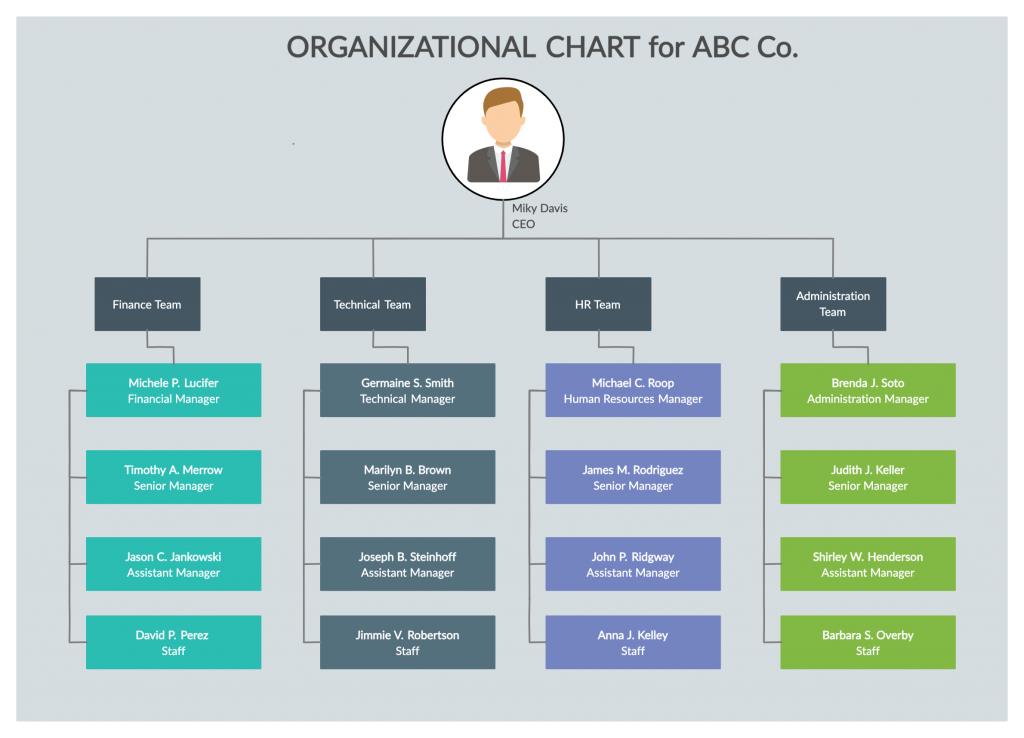 ORGANIZATIONAL CHART for ABC Co.
Miky Davis
CEO
Finance Team
Technical Team
HR Team
Administration
Team
Michele P. Lucifer
Financial Manager
Germaine S. Smith
Technical Manager
Michael C. Roop
Human Resources Manager
Brenda J. Soto
Administration Manager
Timothy A. Merrow
Senior Manager
Marilyn B. Brown
Senior Manager
James M. Rodriguez
Senior Manager
Judith J. Keller
Senior Manager
Jason C. Jankowski
Assistant Manager
Joseph B. Steinhoff
Assistant Manager
John P. Ridgway
Assistant Manager
Shirley W. Henderson
Assistant Manager
David P. Perez
Staff
Jimmie V. Robertson
Staff
Anna J. Kelley
Staff
Barbara S. Overby
Staff